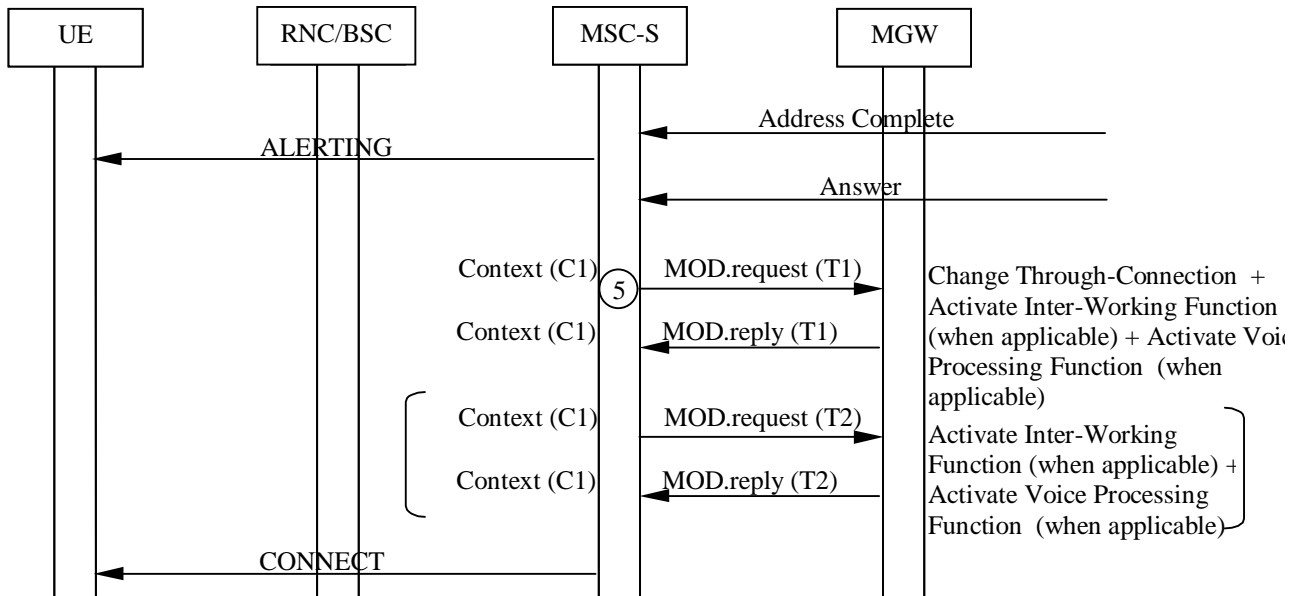 UE
RNC/BSC
MSC-S
MGW
Address Complete
ALERTING
Answer
Context (C1)
5
MOD.request (T1)
Change Through-Connection +
Activate Inter-Working Function
(when applicable) + Activate Voi
Processing Function (when
applicable)
Context (C1)
MOD.reply (T1)
Context (C1)
MOD.request (T2)
Activate Inter-Working
Function (when applicable) +
Activate Voice Processing
Function (when applicable)
Context (C1)
MOD.reply (T2)
CONNECT